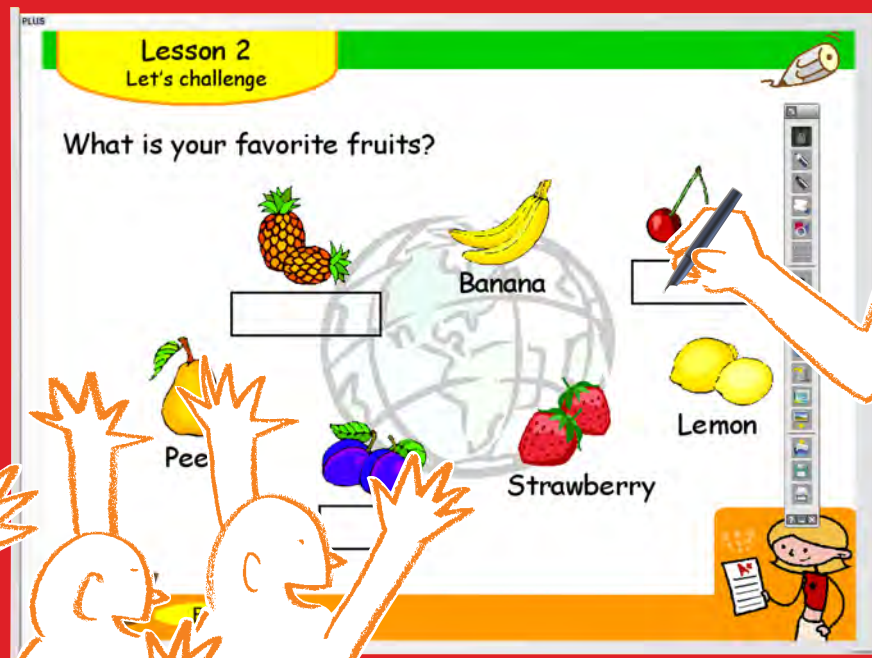 PLUS
Lesson 2
Let's challenge
What is your favorite fruits?
Banana
Lemon
Pee
Strawberry
A+